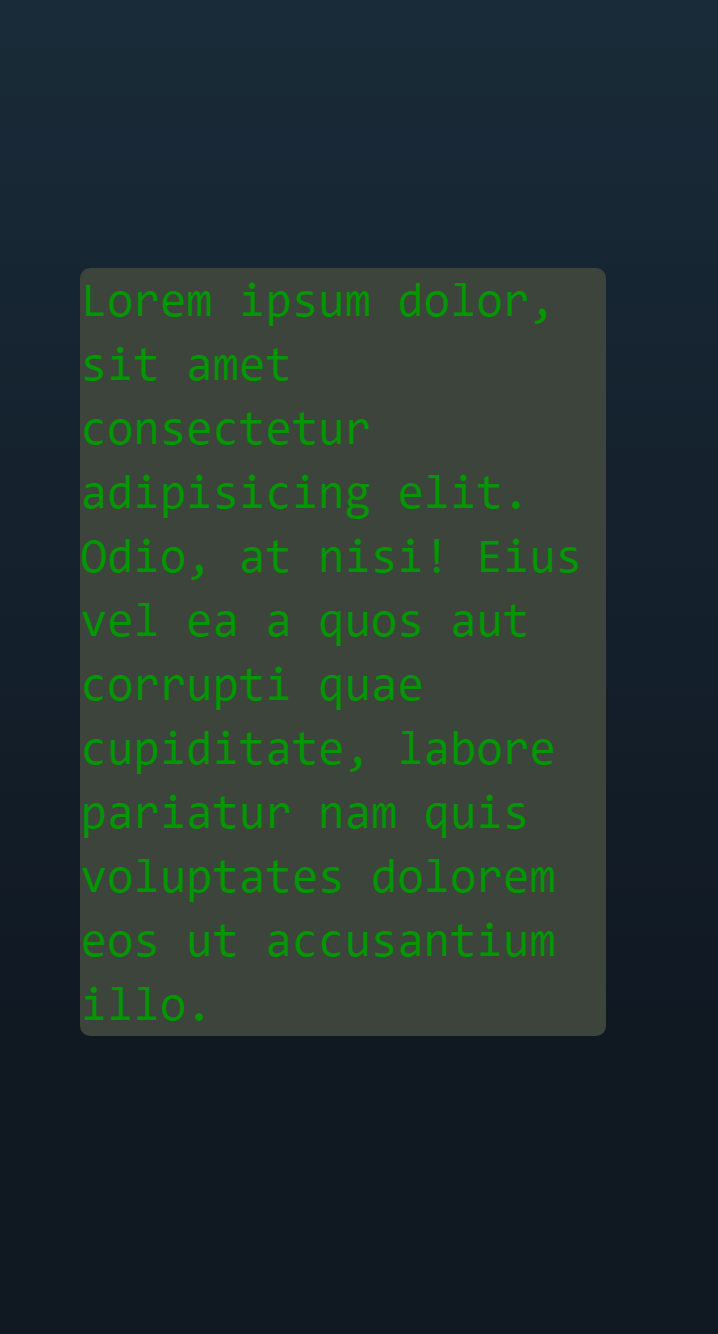 Lorem ipsum dolor,
sit amet
consectetur
adipisicing elit.
Odio, at nisi! Eius
vel ea a quos aut
corrupti quae
cupiditate, labore
pariatur nam quis
voluptates dolorem
eos ut accusantium
illo.